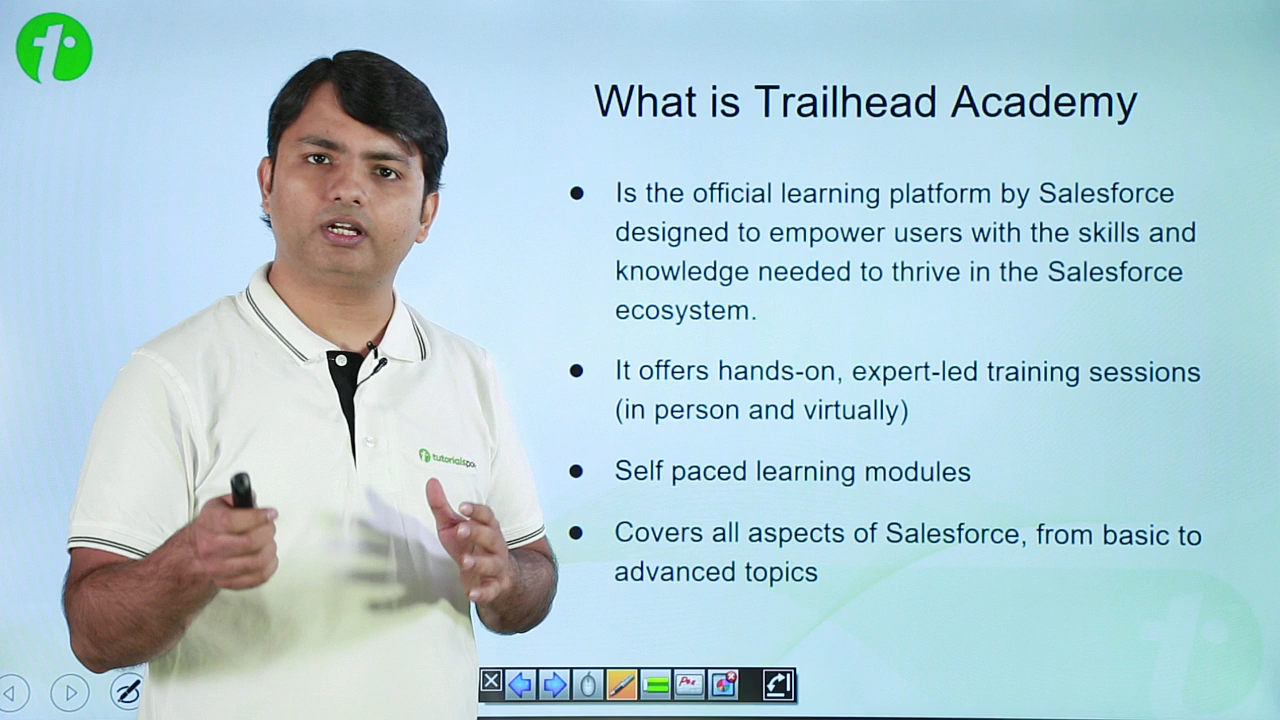 What is Trailhead Academy
Is the official learning platform by Salesforce
designed to empower users with the skills and
knowledge needed to thrive in the Salesforce
ecosystem.
It offers hands-on, expert-led training sessions
(in person and virtually)
Self paced learning modules
Covers all aspects of Salesforce, from basic to
advanced topics